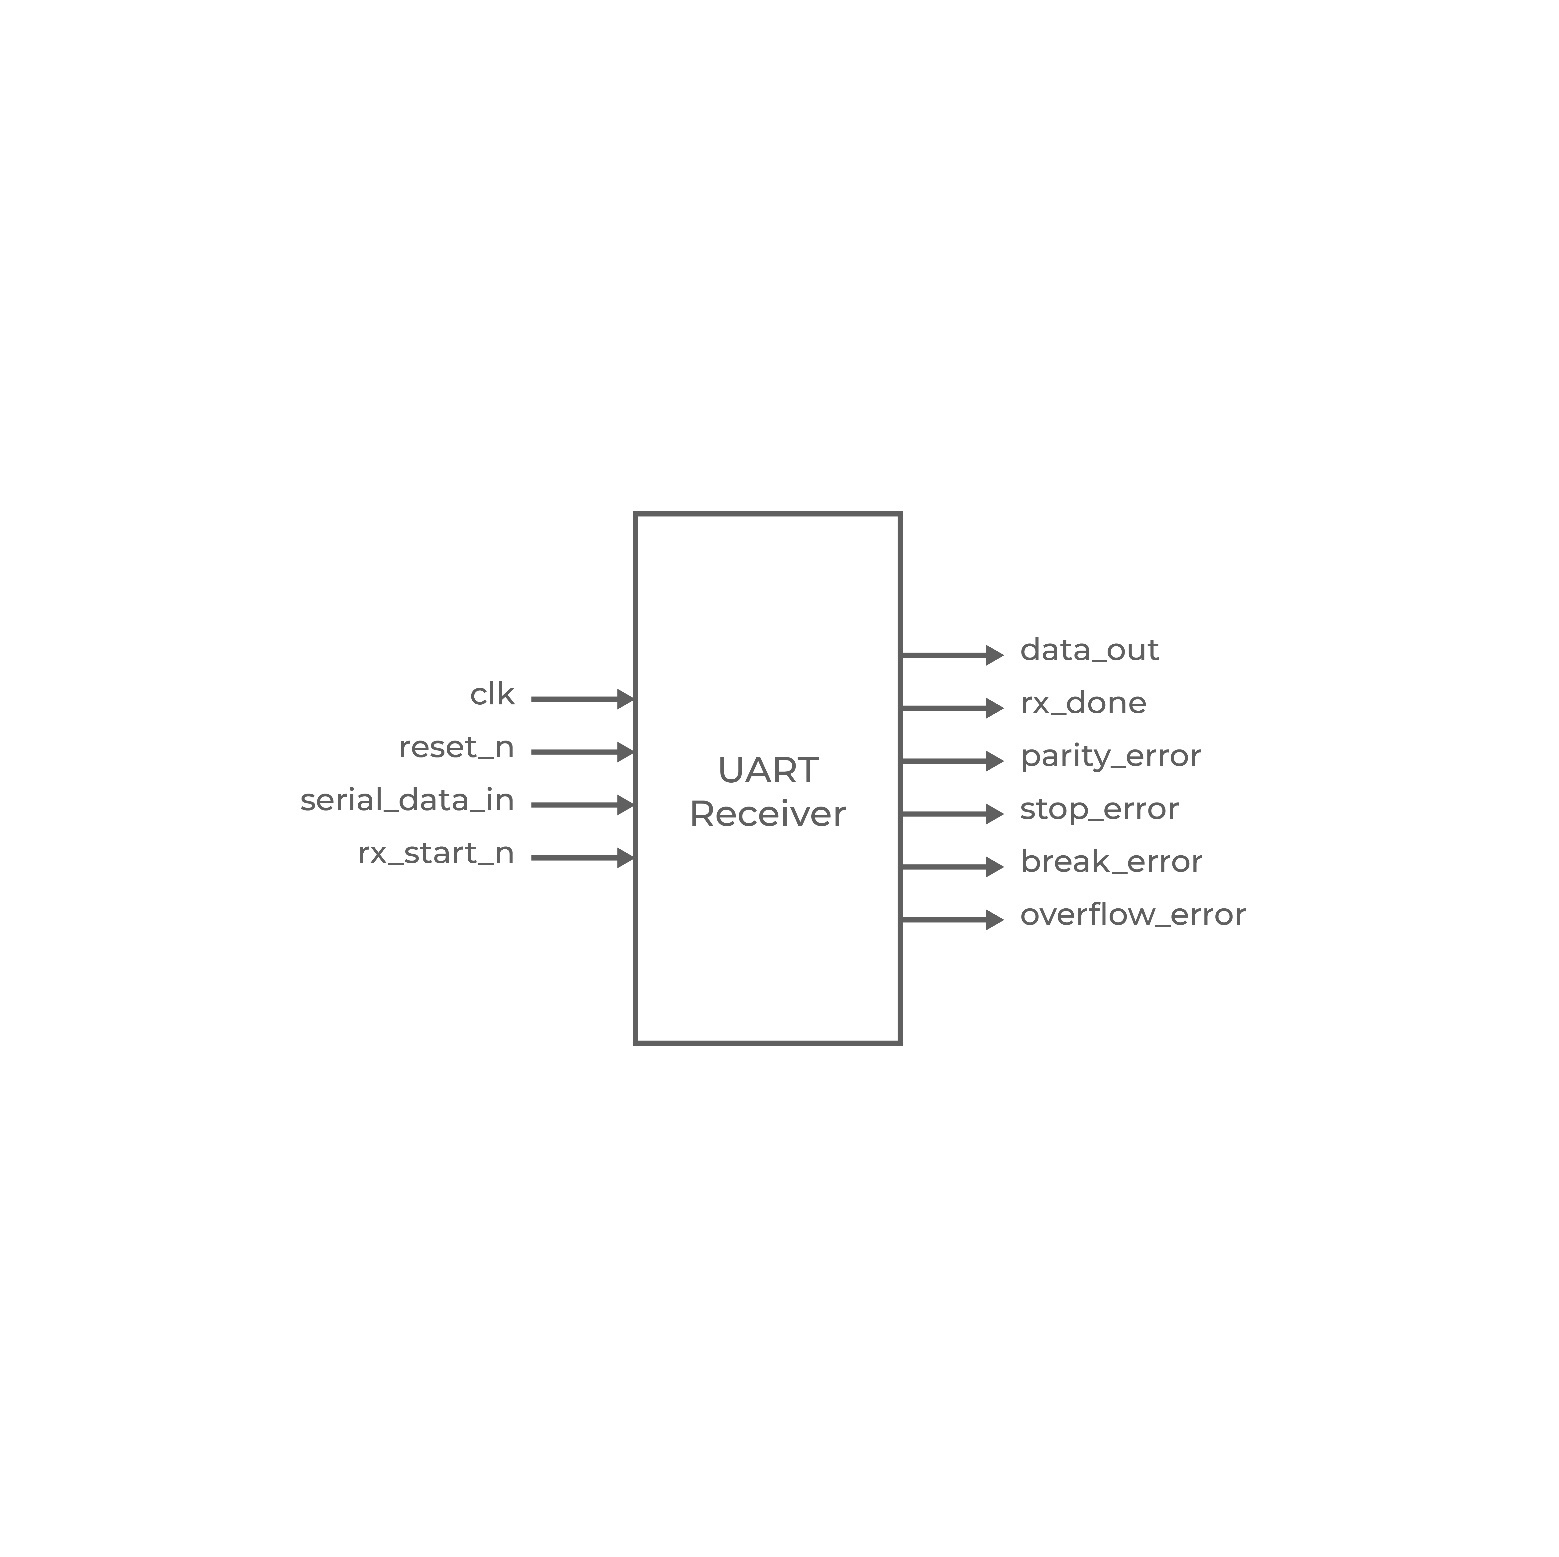 clk
reset_n
serial_data_in
rx_start_n
UART
Receiver
data_out
rx_done
parity_error
stop_error
break_error
overflow_error